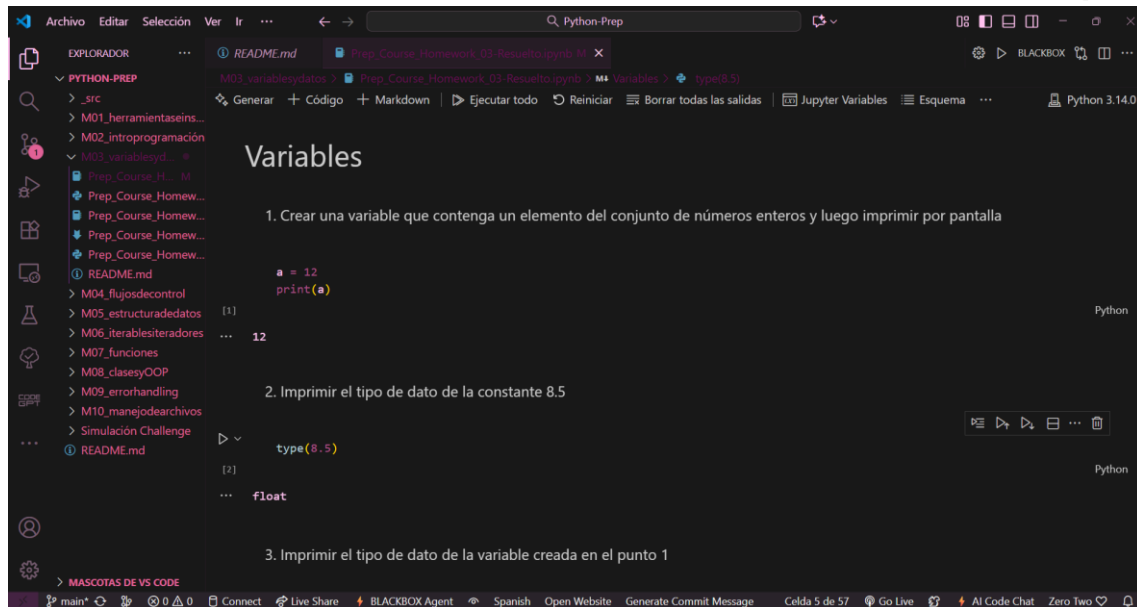 Archivo Editar Selección Ver Ir ··· Python-Prep
EXPLORADOR ···
README.md
Prep_Course_Homework_03-Resuelto.ipynb M
BLACKBOX
PYTHON-PREP
M03_variablesydatos > Prep_Course_Homework_03-Resuelto.ipynb > M↓ Variables > type(8.5)
Generar + Código + Markdown | Ejecutar todo Reiniciar Borrar todas las salidas | Jupyter Variables Esquema ··· Python 3.14.0
> _src
> M01_herramientaseins...
> M02_introprogramación
M03_variablesyd...
Prep_Course_H... M
Prep_Course_Homew...
Prep_Course_Homew...
Prep_Course_Homew...
Prep_Course_Homew...
README.md
> M04_flujosdecontrol
> M05_estructuradedatos
> M06_iterablesiteradores
> M07_funciones
> M08_clasesyOOP
> M09_errorhandling
> M10_manejodearchivos
> Simulación Challenge
README.md
1
CODE
GPT
> MASCOTAS DE VS CODE
Variables
1. Crear una variable que contenga un elemento del conjunto de números enteros y luego imprimir por pantalla
a = 12
print(a)
[1]
Python
··· 12
2. Imprimir el tipo de dato de la constante 8.5
type(8.5)
[2]
Python
··· float
3. Imprimir el tipo de dato de la variable creada en el punto 1
main* 0 0 Connect Live Share BLACKBOX Agent Spanish Open Website Generate Commit Message Celda 5 de 57 Go Live AI Code Chat Zero Two